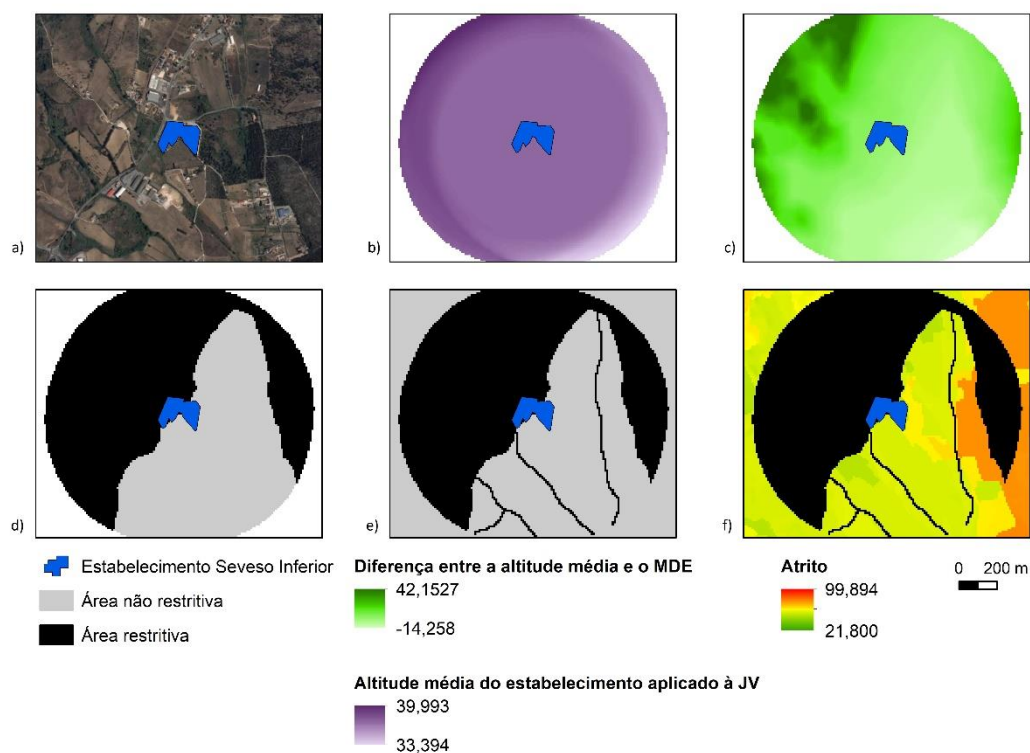 a)
b)
c)
d)
e)
f)
Estabelecimento Seveso Inferior
Área não restritiva
Área restritiva
Diferença entre a altitude média e o MDE
42,1527
-14,258
Altitude média do estabelecimento aplicado à JV
39,993
33,394
Atrito
99,894
21,800
0 200 m